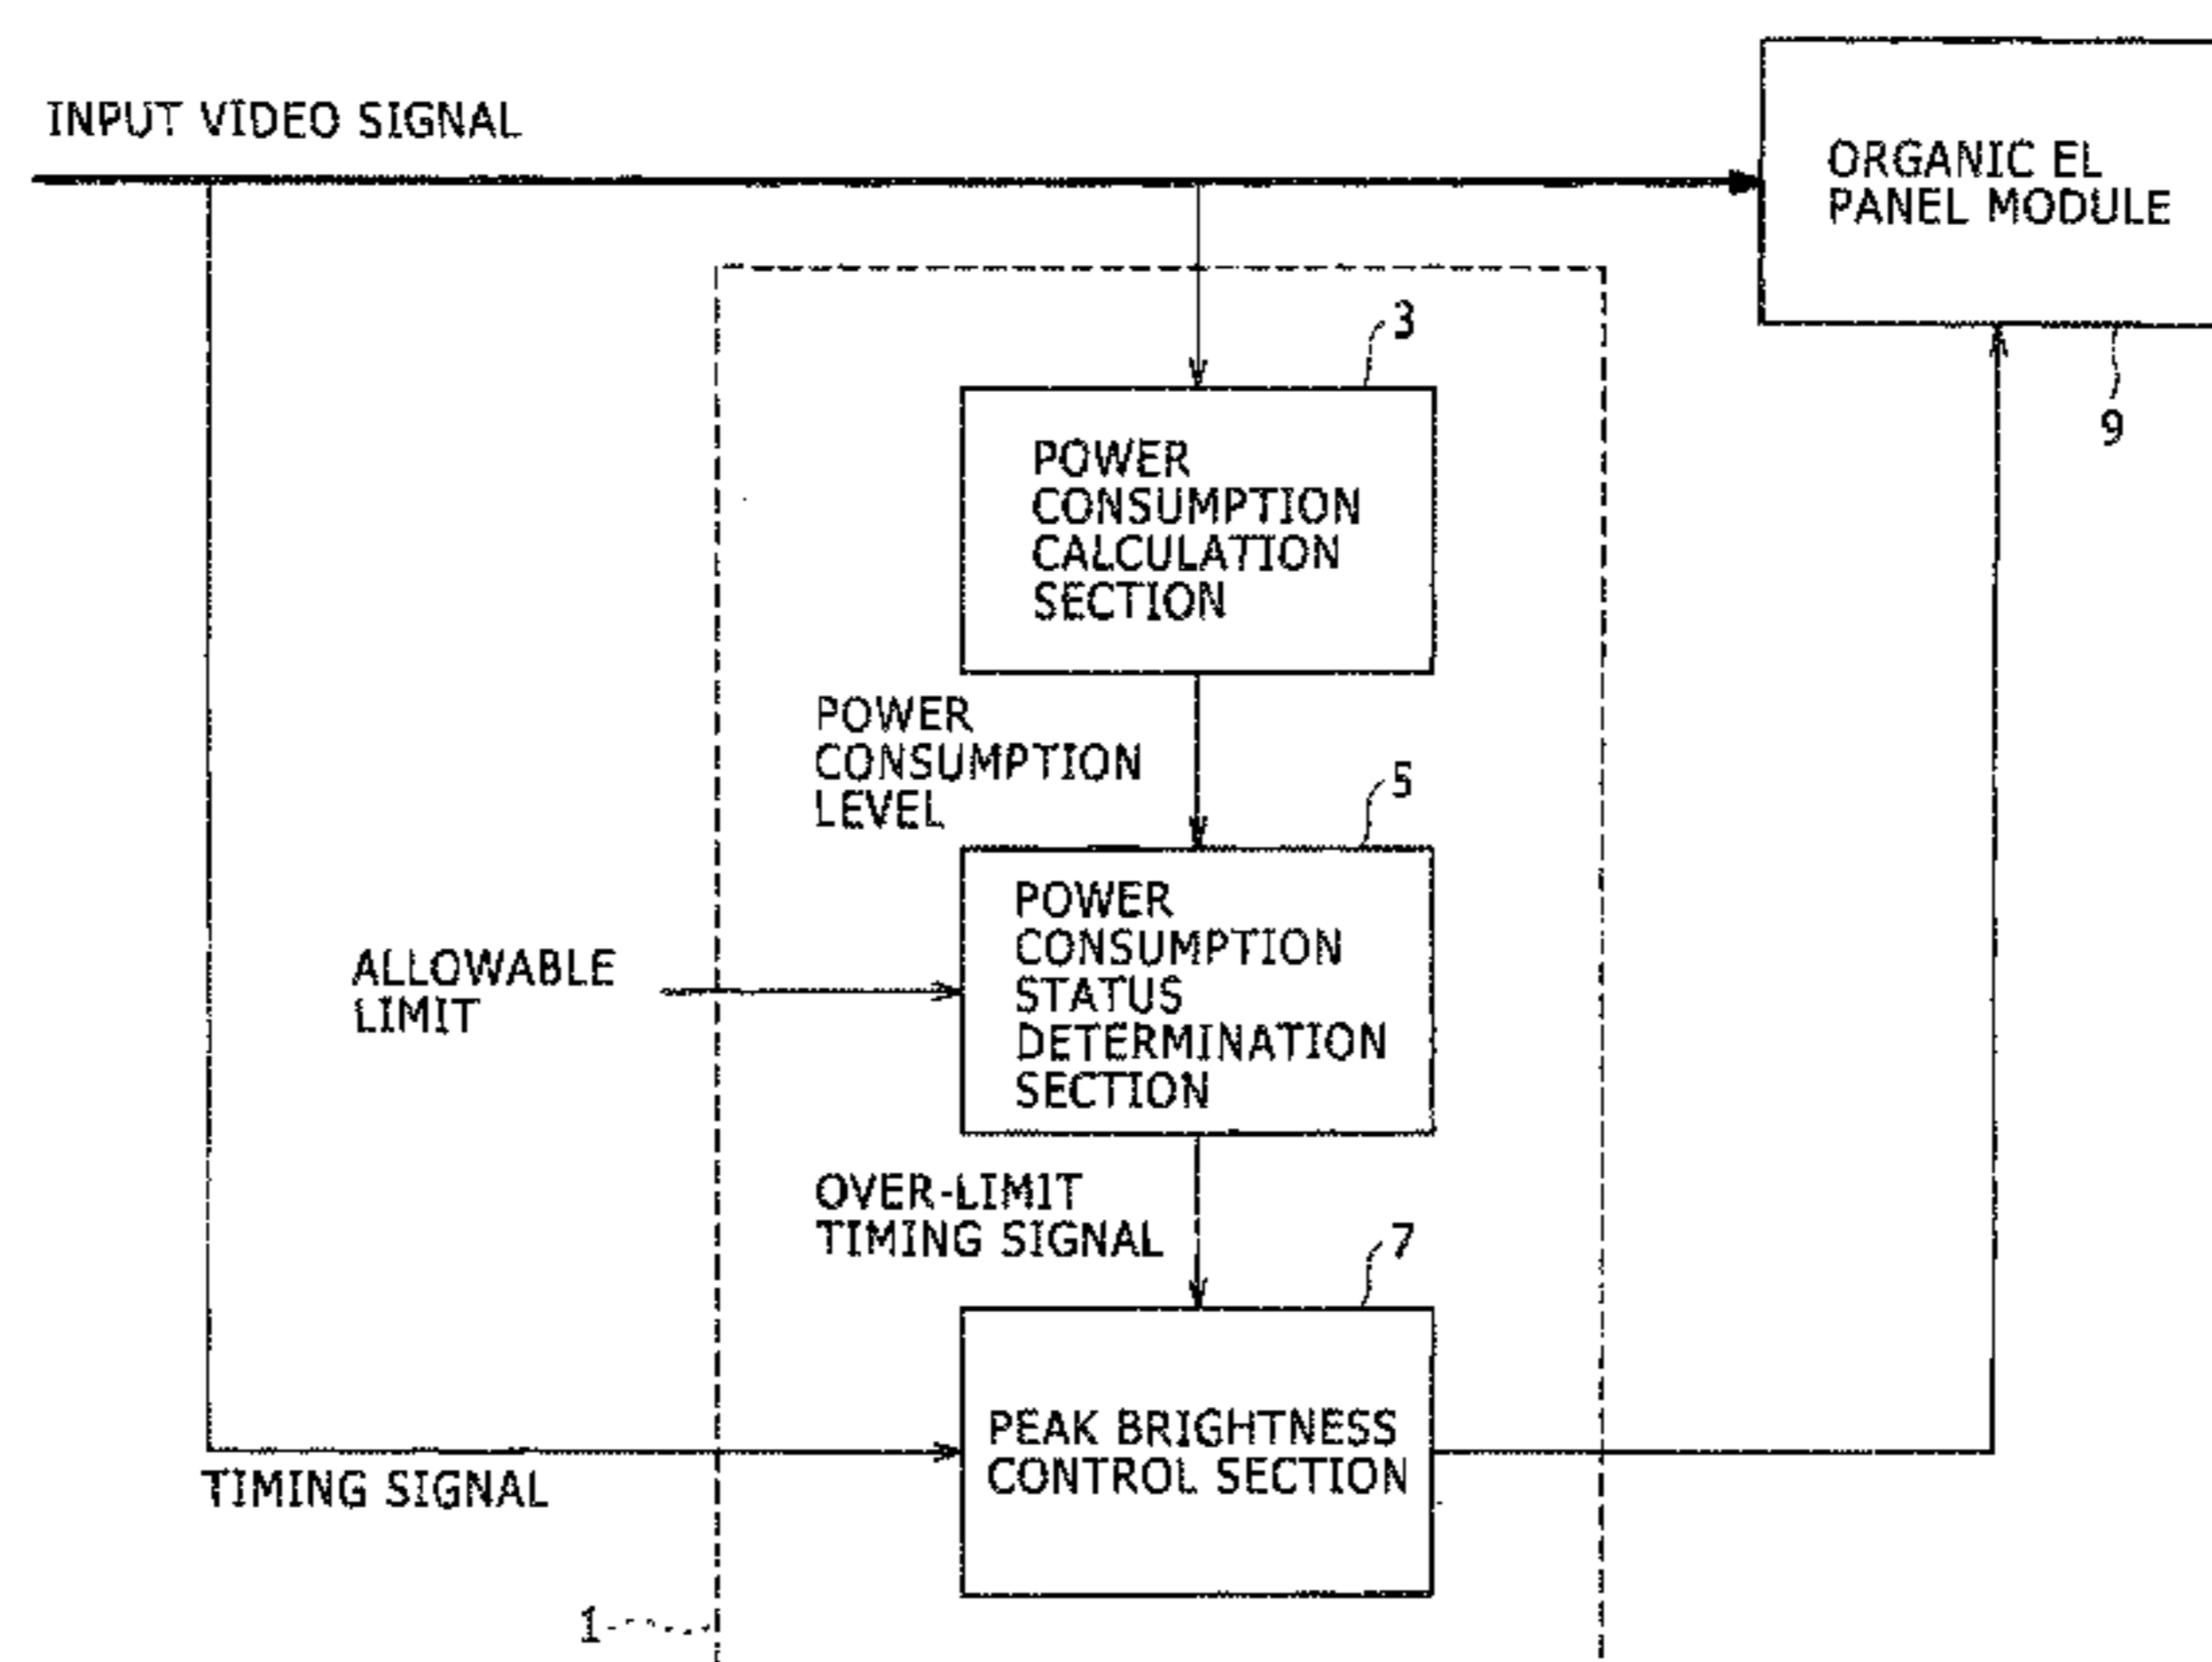 INPUT VIDEO SIGNAL
ORGANIC EL
PANEL MODULE
9
3
POWER
CONSUMPTION
CALCULATION
SECTION
POWER
CONSUMPTION
LEVEL
5
POWER
CONSUMPTION
STATUS
DETERMINATION
SECTION
ALLOWABLE
LIMIT
OVER-LIMIT
TIMING SIGNAL
7
PEAK BRIGHTNESS
CONTROL SECTION
TIMING SIGNAL
1